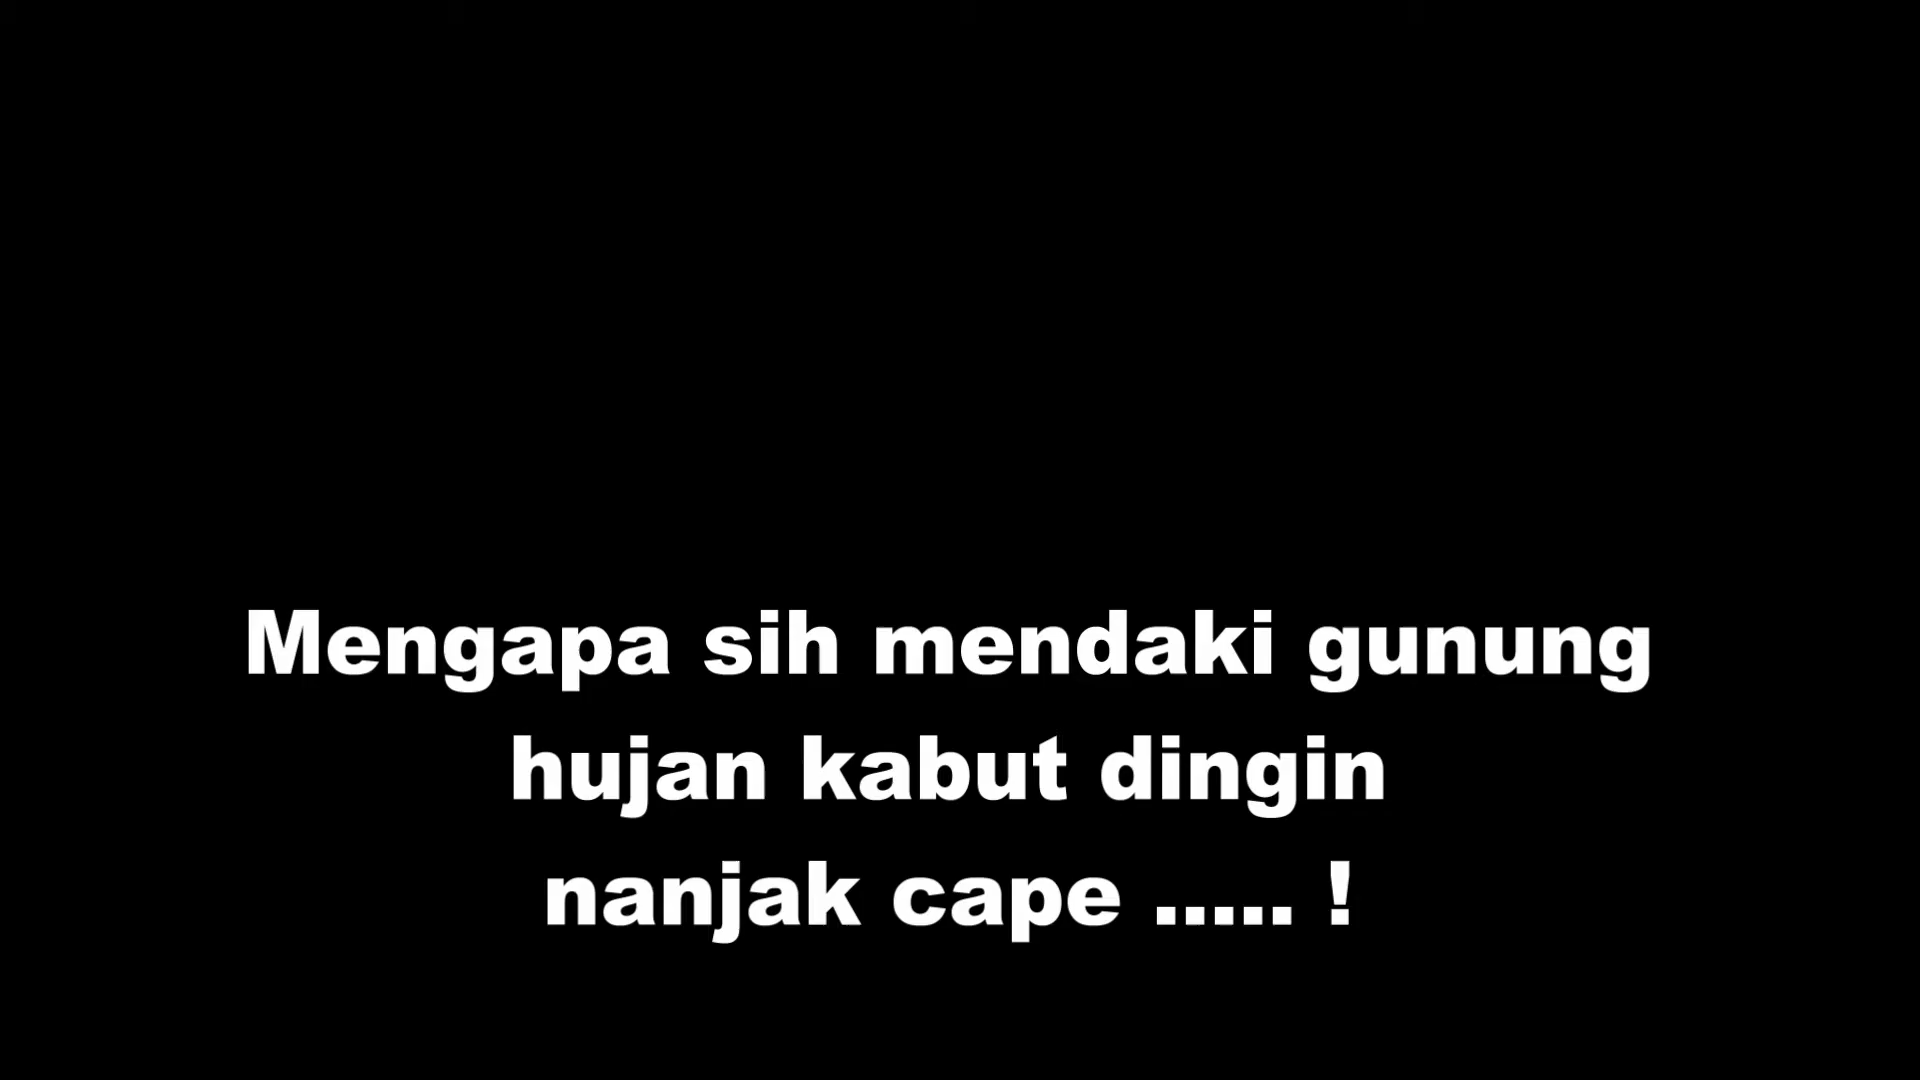 Mengapa sih mendaki gunung
hujan kabut dingin
nanjak cape ..... !